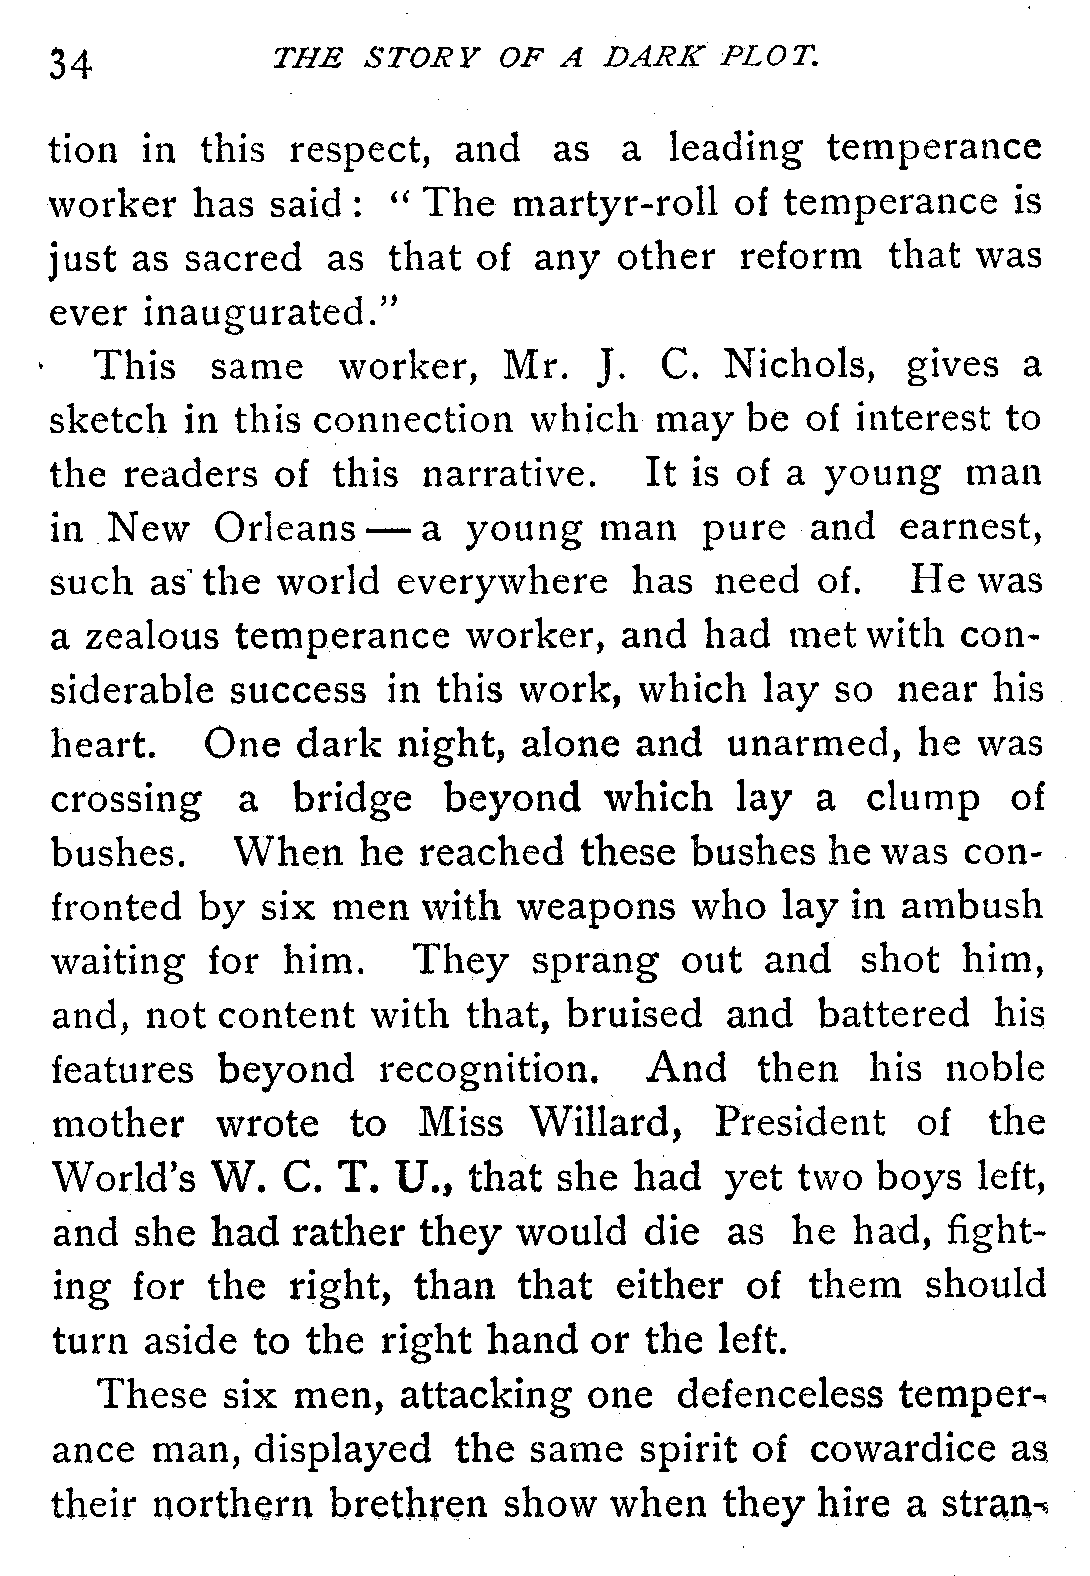 34 THE STORY OF A DARK PLOT.
tion in this respect, and as a leading temperance
worker has said : “ The martyr-roll of temperance is
just as sacred as that of any other reform that was
ever inaugurated.”
This same worker, Mr. J. C. Nichols, gives a
sketch in this connection which may be of interest to
the readers of this narrative. It is of a young man
in New Orleans — a young man pure and earnest,
such as the world everywhere has need of. He was
a zealous temperance worker, and had met with con-
siderable success in this work, which lay so near his
heart. One dark night, alone and unarmed, he was
crossing a bridge beyond which lay a clump of
bushes. When he reached these bushes he was con-
fronted by six men with weapons who lay in ambush
waiting for him. They sprang out and shot him,
and, not content with that, bruised and battered his
features beyond recognition. And then his noble
mother wrote to Miss Willard, President of the
World’s W. C. T. U., that she had yet two boys left,
and she had rather they would die as he had, fight-
ing for the right, than that either of them should
turn aside to the right hand or the left.
These six men, attacking one defenceless temper-
ance man, displayed the same spirit of cowardice as
their northern brethren show when they hire a stran-